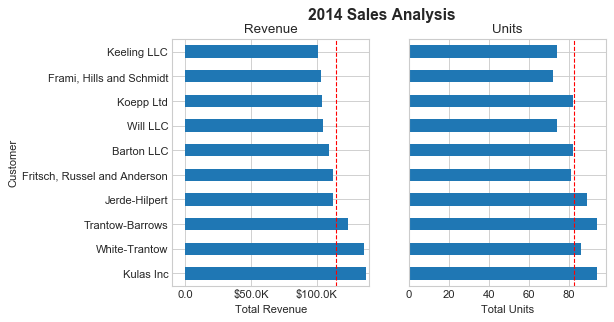 2014 Sales Analysis
Revenue
Units
Customer
Keeling LLC
Frami, Hills and Schmidt
Koepp Ltd
Will LLC
Barton LLC
Fritsch, Russel and Anderson
Jerde-Hilpert
Trantow-Barrows
White-Trantow
Kulas Inc
0.0 $50.0K $100.0K
Total Revenue
0 20 40 60 80
Total Units